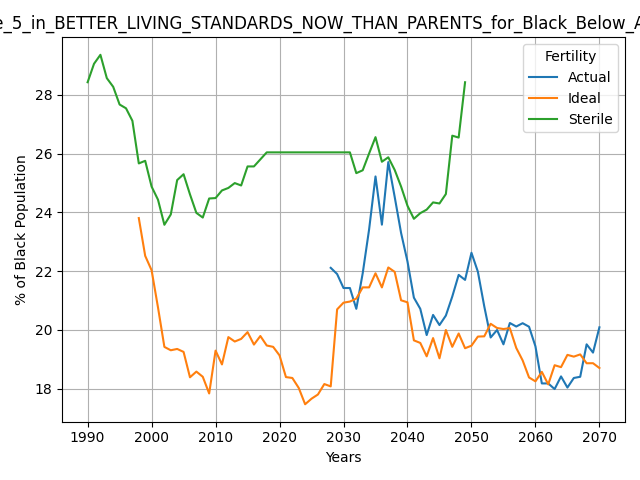 e_5_in_BETTER_LIVING_STANDARDS_NOW_THAN_PARENTS_for_Black_Below_A
Fertility
Actual
Ideal
Sterile
% of Black Population
28
26
24
22
20
18
1990
2000
2010
2020
2030
2040
2050
2060
2070
Years